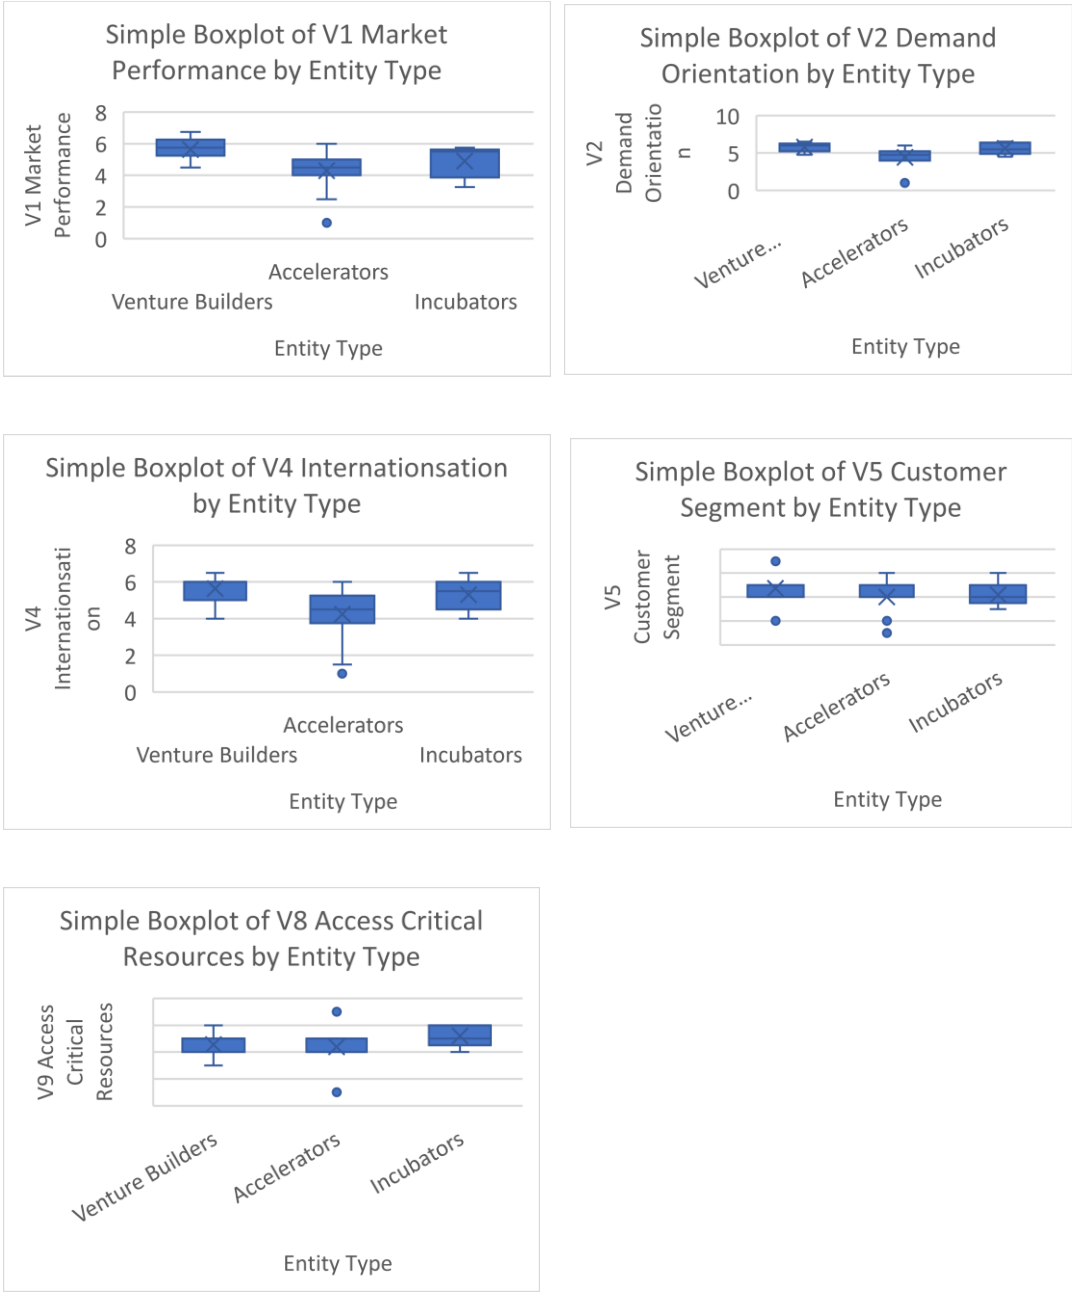 Simple Boxplot of V1 Market
Performance by Entity Type
V1 Market
Performance
8
6
4
2
0
Accelerators
Venture Builders
Incubators
Entity Type
Simple Boxplot of V2 Demand
Orientation by Entity Type
V2
Demand
Orientatio
n
10
5
0
Venture...
Accelerators
Incubators
Entity Type
Simple Boxplot of V4 Internationsation
by Entity Type
V4
Internationsati
on
8
6
4
2
0
Accelerators
Venture Builders
Incubators
Entity Type
Simple Boxplot of V5 Customer
Segment by Entity Type
V5
Customer
Segment
Venture...
Accelerators
Incubators
Entity Type
Simple Boxplot of V8 Access Critical
Resources by Entity Type
V9 Access
Critical
Resources
Venture Builders
Accelerators
Incubators
Entity Type